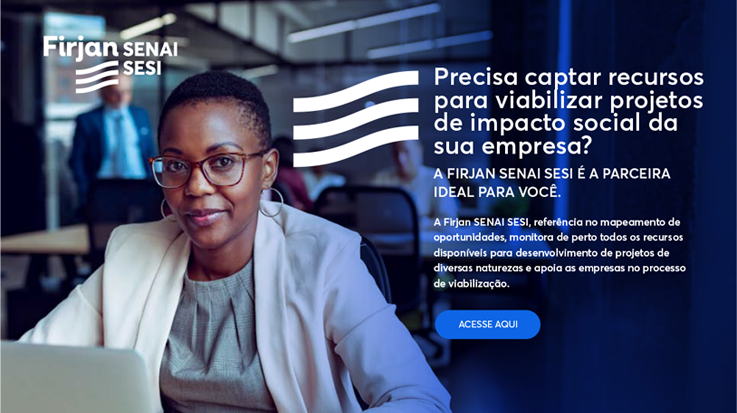 Firjan SENAI
SESI
Precisa captar recursos
para viabilizar projetos
de impacto social da
sua empresa?
A FIRJAN SENAI SESI É A PARCEIRA
IDEAL PARA VOCÊ.
A Firjan SENAI SESI, referência no mapeamento de
oportunidades, monitora de perto todos os recursos
disponíveis para desenvolvimento de projetos de
diversas naturezas e apoia as empresas no processo
de viabilização.
ACESSE AQUI